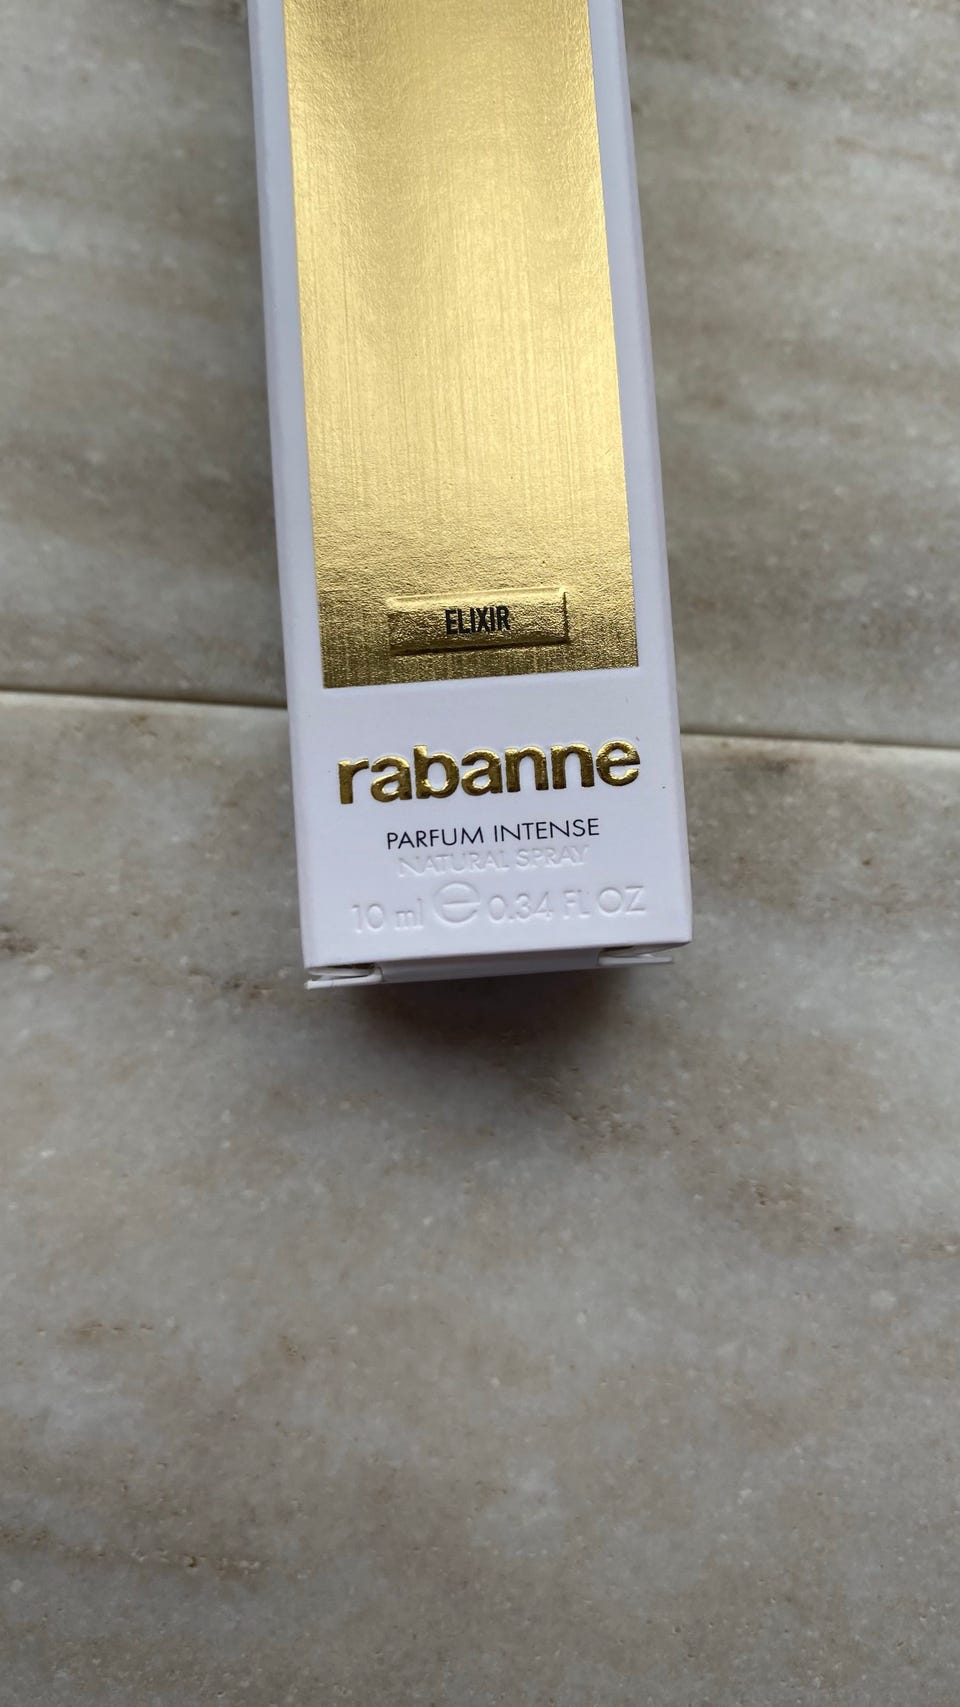 ELIXIR
rabanne
PARFUM INTENSE
NATURAL SPRAY
10 ml ℮ 0.34 FL OZ